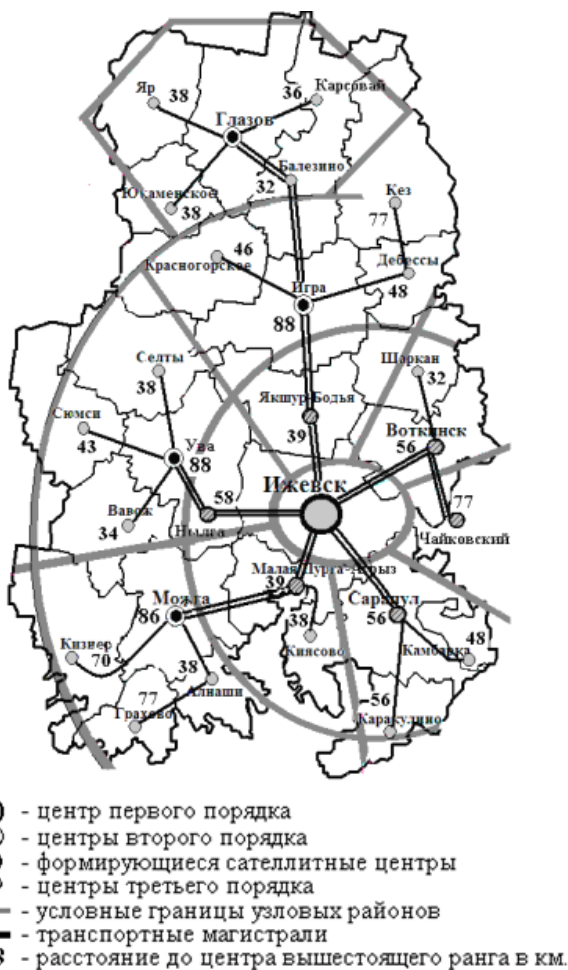 Яр
38
36
Карсовай
Глазов
Балезино
32
Юкаменское
38
Кез
77
46
Красногорское
Дебессы
48
Игра
88
Селты
38
Шаркан
32
Якшур-Бодья
39
Сюмси
43
Ува
88
Воткинск
56
Ижевск
58
77
Вавож
34
Нылга
Чайковский
Малая Пурга-Агрыз
39
Можга
86
Сарапул
56
38
Киясово
Кизнер
70
48
Камбарка
38
Алнаши
77
Грахово
56
Каракулино
- центр первого порядка
- центры второго порядка
- формирующиеся сателлитные центры
- центры третьего порядка
- условные границы узловых районов
- транспортные магистрали
- расстояние до центра вышестоящего ранга в км.